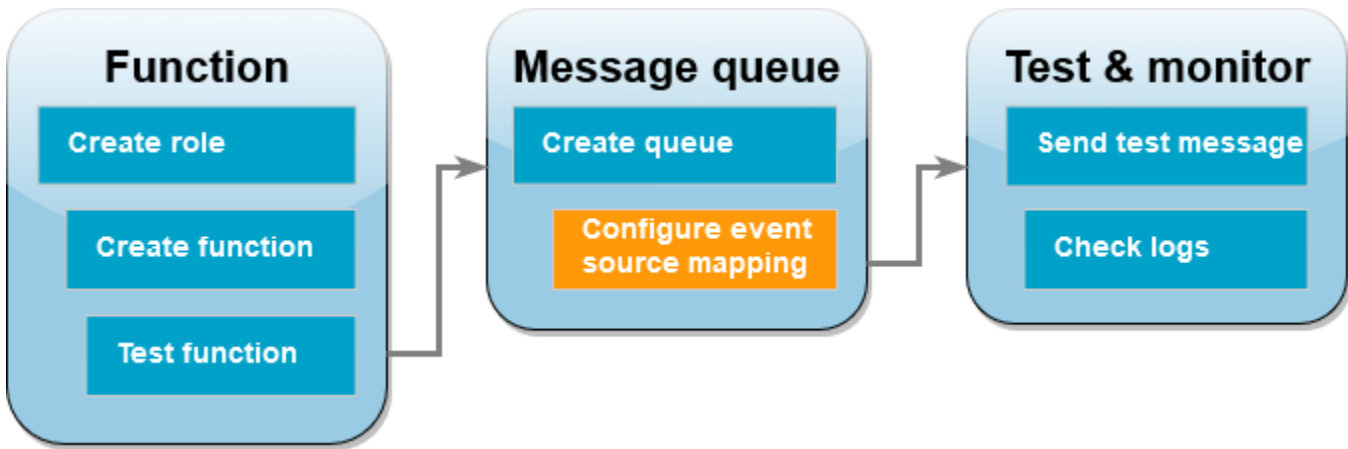 Function
Create role
Create function
Test function
Message queue
Create queue
Configure event
source mapping
Test & monitor
Send test message
Check logs